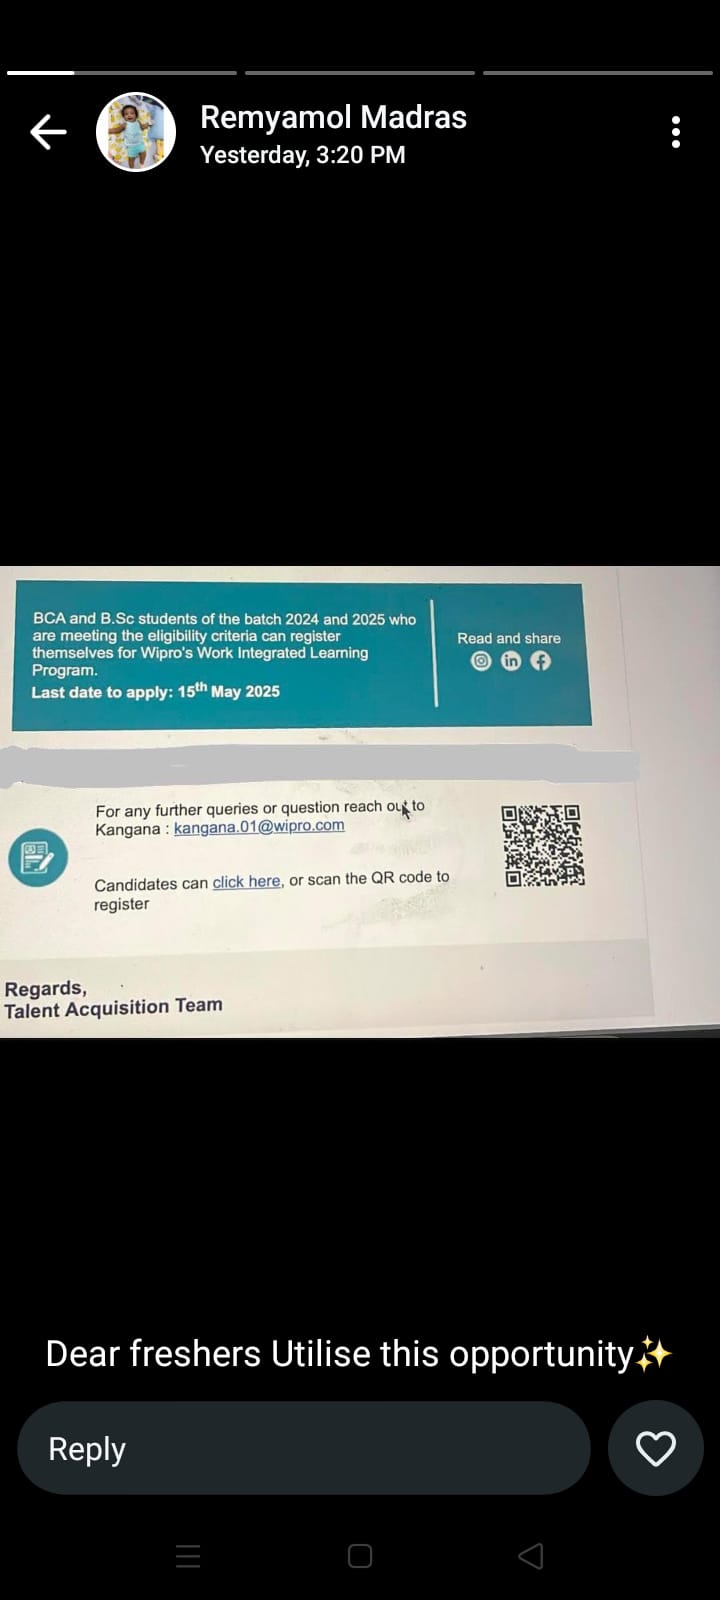 Remyamol Madras
Yesterday, 3:20 PM
BCA and B.Sc students of the batch 2024 and 2025 who
are meeting the eligibility criteria can register
themselves for Wipro's Work Integrated Learning
Program.
Last date to apply: 15th May 2025
Read and share
For any further queries or question reach out to
Kangana : kangana.01@wipro.com
Candidates can click here, or scan the QR code to
register
Regards,
Talent Acquisition Team
Dear freshers Utilise this opportunity✨
Reply